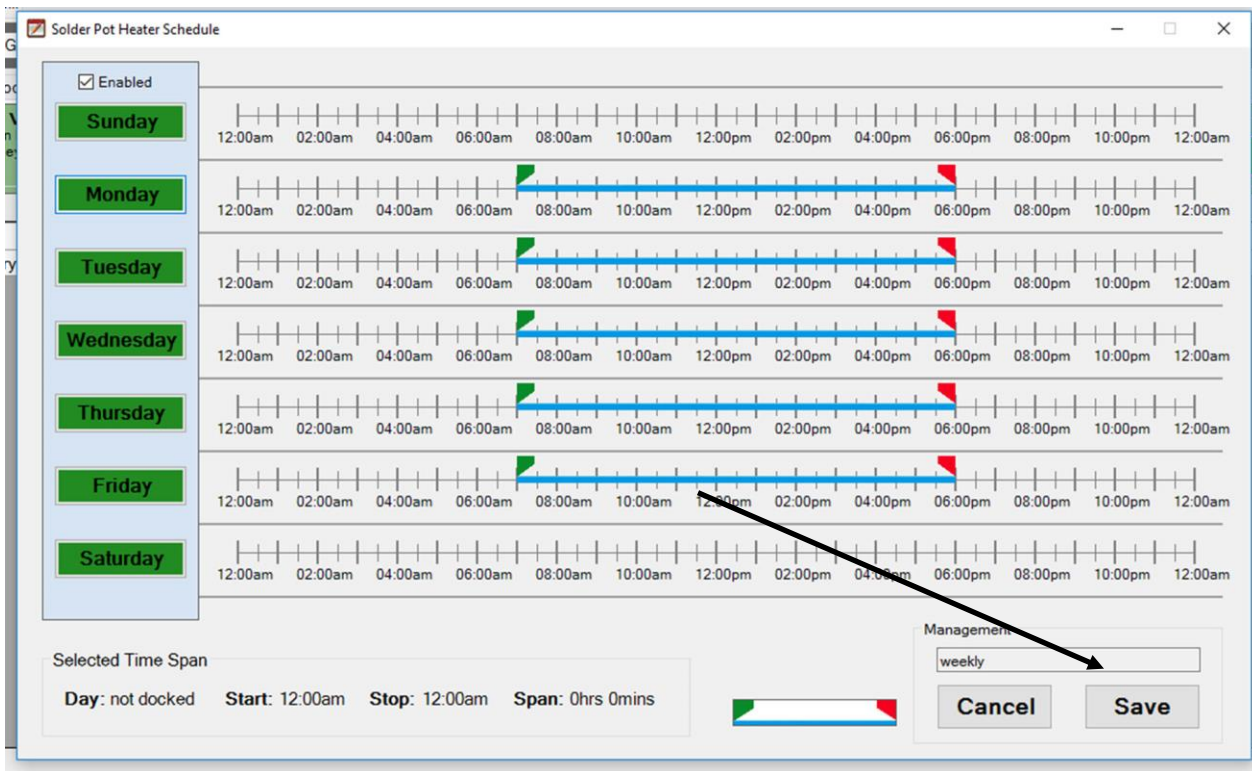 Solder Pot Heater Schedule
Enabled
Sunday
12:00am 02:00am 04:00am 06:00am 08:00am 10:00am 12:00pm 02:00pm 04:00pm 06:00pm 08:00pm 10:00pm 12:00am
Monday
12:00am 02:00am 04:00am 06:00am 08:00am 10:00am 12:00pm 02:00pm 04:00pm 06:00pm 08:00pm 10:00pm 12:00am
Tuesday
12:00am 02:00am 04:00am 06:00am 08:00am 10:00am 12:00pm 02:00pm 04:00pm 06:00pm 08:00pm 10:00pm 12:00am
Wednesday
12:00am 02:00am 04:00am 06:00am 08:00am 10:00am 12:00pm 02:00pm 04:00pm 06:00pm 08:00pm 10:00pm 12:00am
Thursday
12:00am 02:00am 04:00am 06:00am 08:00am 10:00am 12:00pm 02:00pm 04:00pm 06:00pm 08:00pm 10:00pm 12:00am
Friday
12:00am 02:00am 04:00am 06:00am 08:00am 10:00am 12:00pm 02:00pm 04:00pm 06:00pm 08:00pm 10:00pm 12:00am
Saturday
12:00am 02:00am 04:00am 06:00am 08:00am 10:00am 12:00pm 02:00pm 04:00pm 06:00pm 08:00pm 10:00pm 12:00am
Selected Time Span
Day: not docked Start: 12:00am Stop: 12:00am Span: 0hrs 0mins
Management
weekly
Cancel Save